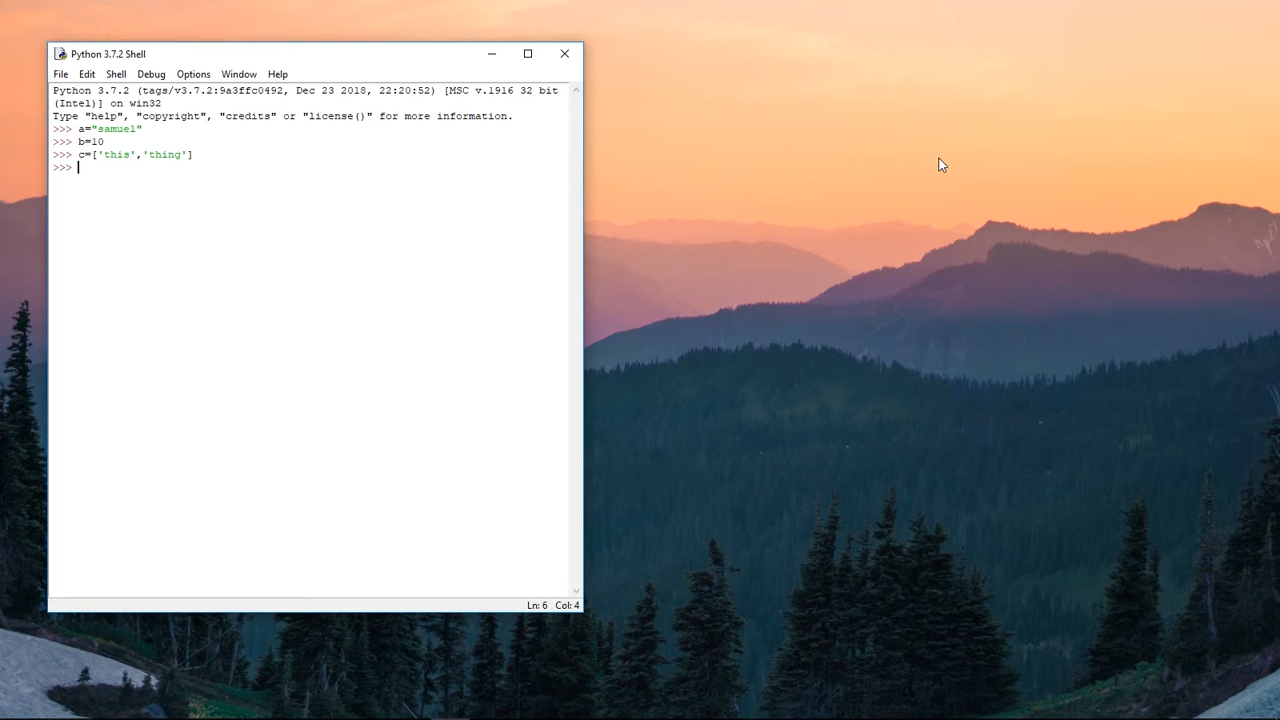 Python 3.7.2 Shell
File Edit Shell Debug Options Window Help
Python 3.7.2 (tags/v3.7.2:9a3ffc0492, Dec 23 2018, 22:20:52) [MSC v.1916 32 bit
(Intel)] on win32
Type "help", "copyright", "credits" or "license()" for more information.
>>> a="samuel"
>>> b=10
>>> c=['this','thing']
>>>
Ln: 6 Col: 4